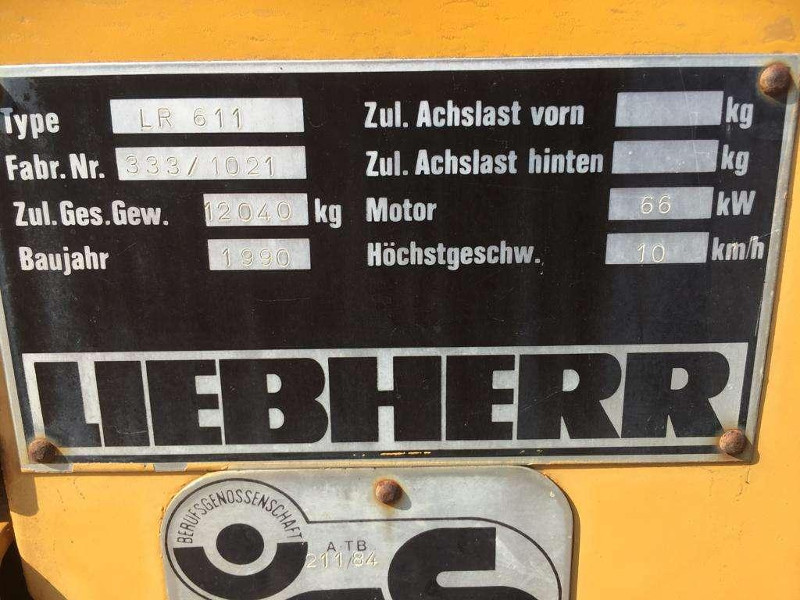 Type LR 611 Zul. Achslast vorn kg
Fabr. Nr. 333/1021 Zul. Achslast hinten kg
Zul. Ges. Gew. 12040 kg Motor 66 kW
Baujahr 1990 Höchstgeschw. 10 km/h
LIEBHERR
BERUFSGENOSSENSCHAFT
A.TB
211/84